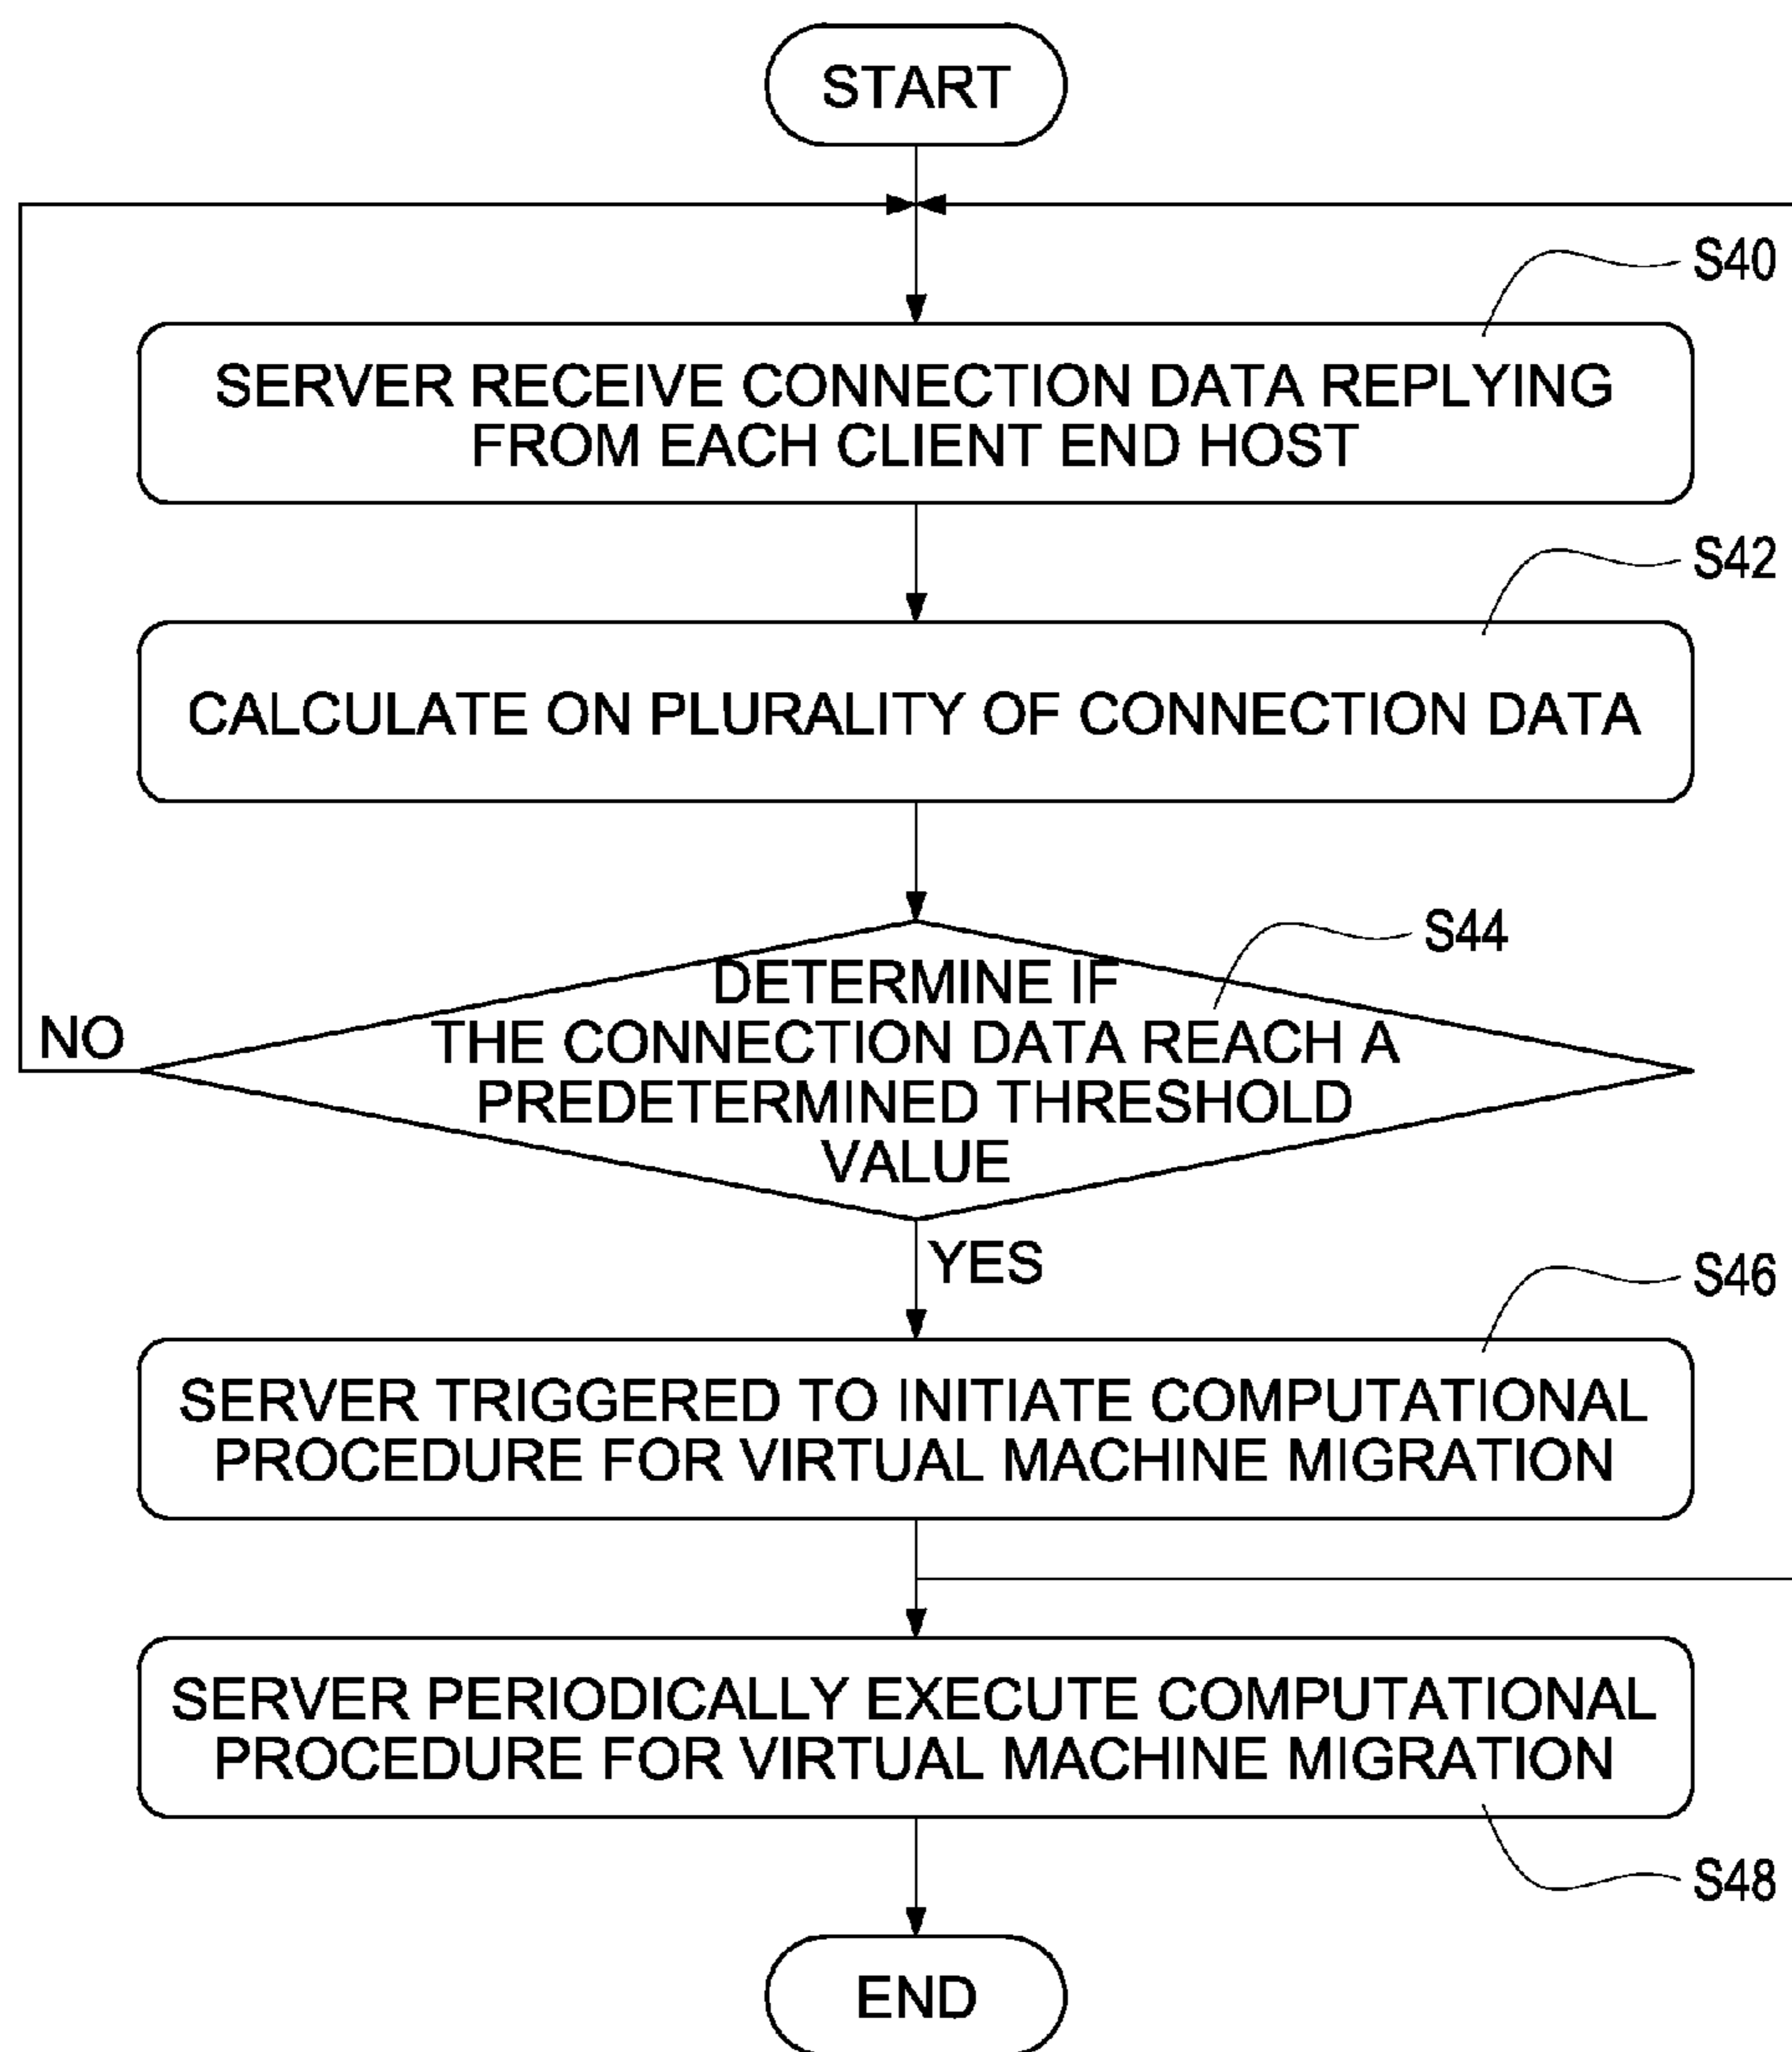 START
S40
SERVER RECEIVE CONNECTION DATA REPLYING
FROM EACH CLIENT END HOST
S42
CALCULATE ON PLURALITY OF CONNECTION DATA
S44
DETERMINE IF
THE CONNECTION DATA REACH A
PREDETERMINED THRESHOLD
VALUE
NO
YES
S46
SERVER TRIGGERED TO INITIATE COMPUTATIONAL
PROCEDURE FOR VIRTUAL MACHINE MIGRATION
SERVER PERIODICALLY EXECUTE COMPUTATIONAL
PROCEDURE FOR VIRTUAL MACHINE MIGRATION
S48
END